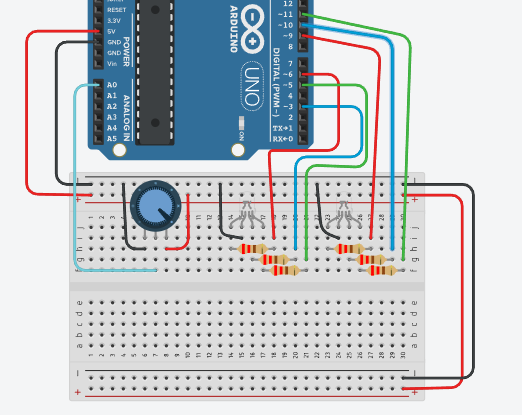 RESET
3.3V
5V
GND
GND
Vin
POWER
A0
A1
A2
A3
A4
A5
ANALOG IN
ARDUINO
UNO
ON
DIGITAL (PWM~)
12
~11
~10
~9
8
7
~6
~5
4
~3
2
TX→1
RX←0
- +
- +
1 2 3 4 5 6 7 8 9 10 11 12 13 14 15 16 17 18 19 20 21 22 23 24 25 26 27 28 29 30
j
i
h
g
f
e
d
c
b
a
1 2 3 4 5 6 7 8 9 10 11 12 13 14 15 16 17 18 19 20 21 22 23 24 25 26 27 28 29 30
- -
+ +